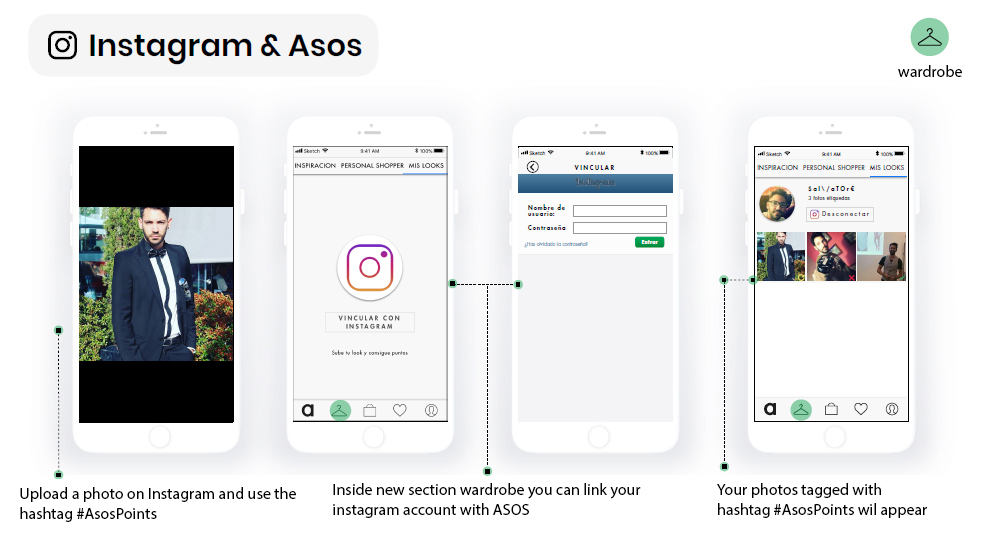 Instagram & Asos
wardrobe
Sketch 9:41 AM 100%
INSPIRACION PERSONAL SHOPPER MIS LOOKS
VINCULAR CON
INSTAGRAM
Sube tu look y consigue puntos
a
Sketch 9:41 AM 100%
VINCULAR
Instagram
Nombre de
usuario:
Contraseña
¿Has olvidado la contraseña?
Entrar
Sketch 9:41 AM 100%
INSPIRACION PERSONAL SHOPPER MIS LOOKS
Sal\/aTOr€
3 fotos etiquedas
Desconectar
a
Upload a photo on Instagram and use the
hashtag #AsosPoints
Inside new section wardrobe you can link your
instagram account with ASOS
Your photos tagged with
hashtag #AsosPoints wil appear